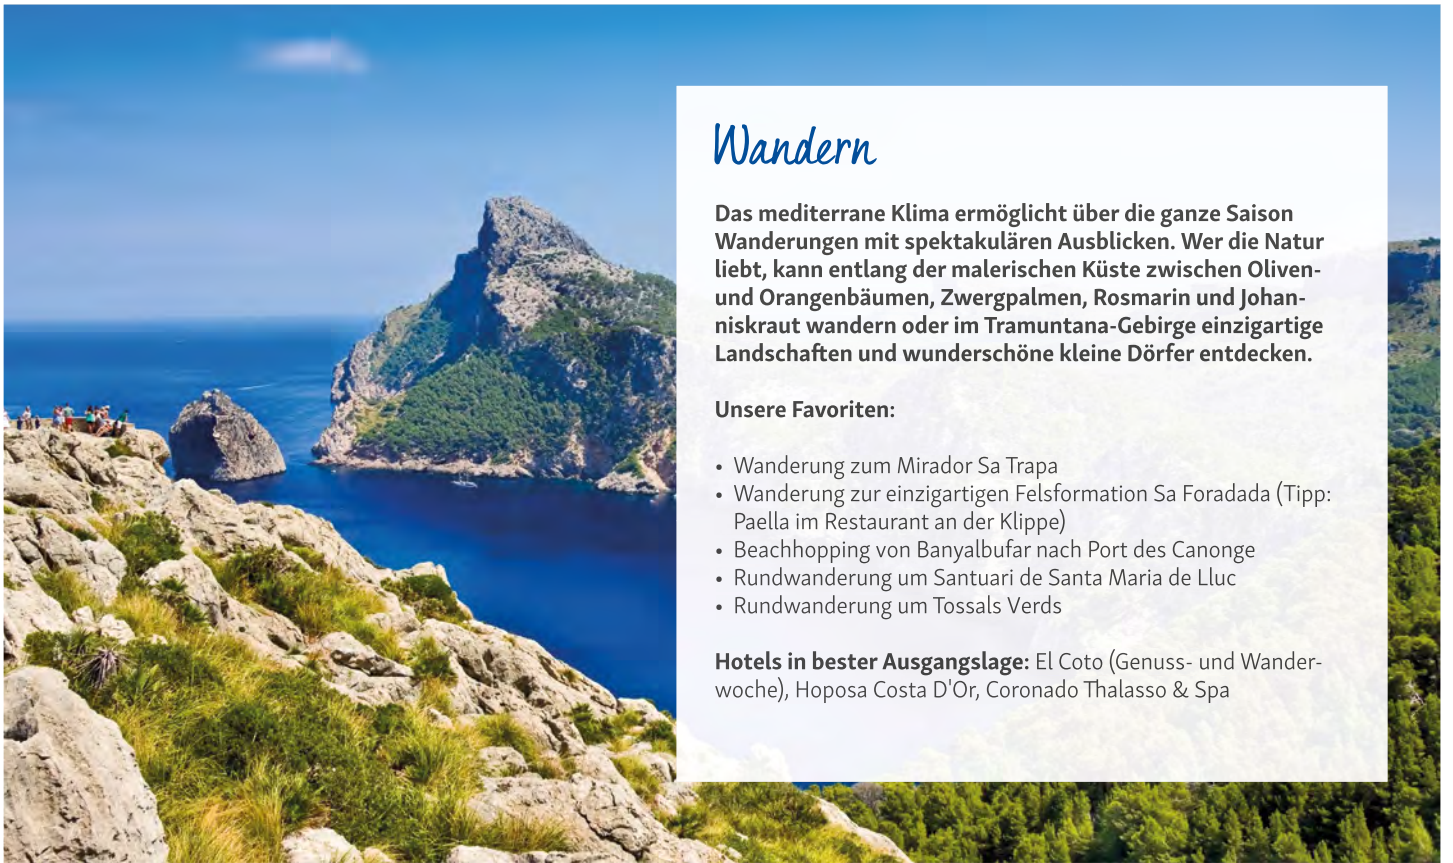 Wandern
Das mediterrane Klima ermöglicht über die ganze Saison
Wanderungen mit spektakulären Ausblicken. Wer die Natur
liebt, kann entlang der malerischen Küste zwischen Oliven-
und Orangenbäumen, Zwergpalmen, Rosmarin und Johan-
niskraut wandern oder im Tramuntana-Gebirge einzigartige
Landschaften und wunderschöne kleine Dörfer entdecken.
Unsere Favoriten:
• Wanderung zum Mirador Sa Trapa
• Wanderung zur einzigartigen Felsformation Sa Foradada (Tipp:
Paella im Restaurant an der Klippe)
• Beachhopping von Banyalbufar nach Port des Canonge
• Rundwanderung um Santuari de Santa Maria de Lluc
• Rundwanderung um Tossals Verds
Hotels in bester Ausgangslage: El Coto (Genuss- und Wander-
woche), Hoposa Costa D'Or, Coronado Thalasso & Spa